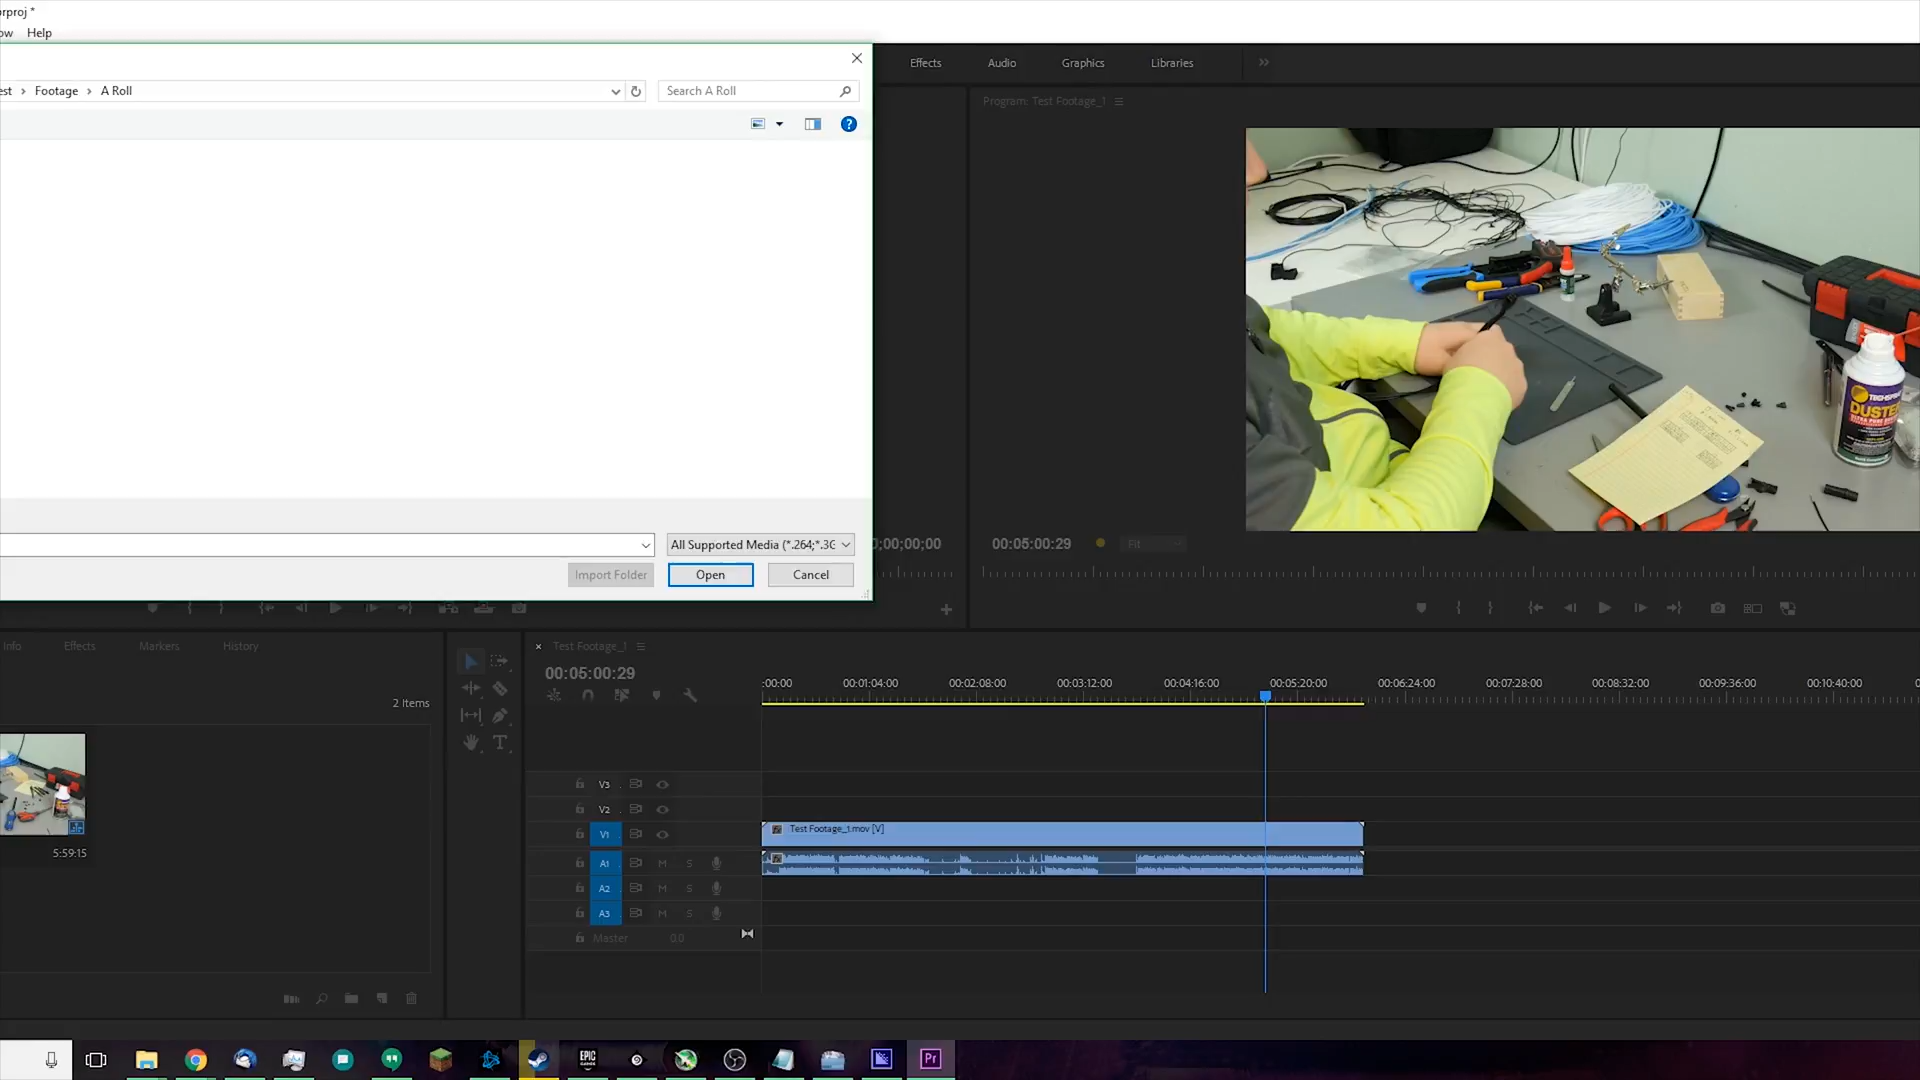 rproj *
ow Help
Effects Audio Graphics Libraries
est > Footage > A Roll
Search A Roll
Program: Test Footage_1
TECHSPRAY
DUSTER
All Supported Media (*.264;*.3G
Import Folder Open Cancel
0;00;00;00
00:05:00:29
Fit
Info Effects Markers History
× Test Footage_1
00:05:00:29
2 Items
:00:00 00:01:04:00 00:02:08:00 00:03:12:00 00:04:16:00 00:05:20:00 00:06:24:00 00:07:28:00 00:08:32:00 00:09:36:00 00:10:40:00
V3
V2
V1
Test Footage_1.mov [V]
5:59:15
A1 M S
A2 M S
A3 M S
Master 0.0
EPIC
GAMES
Pr